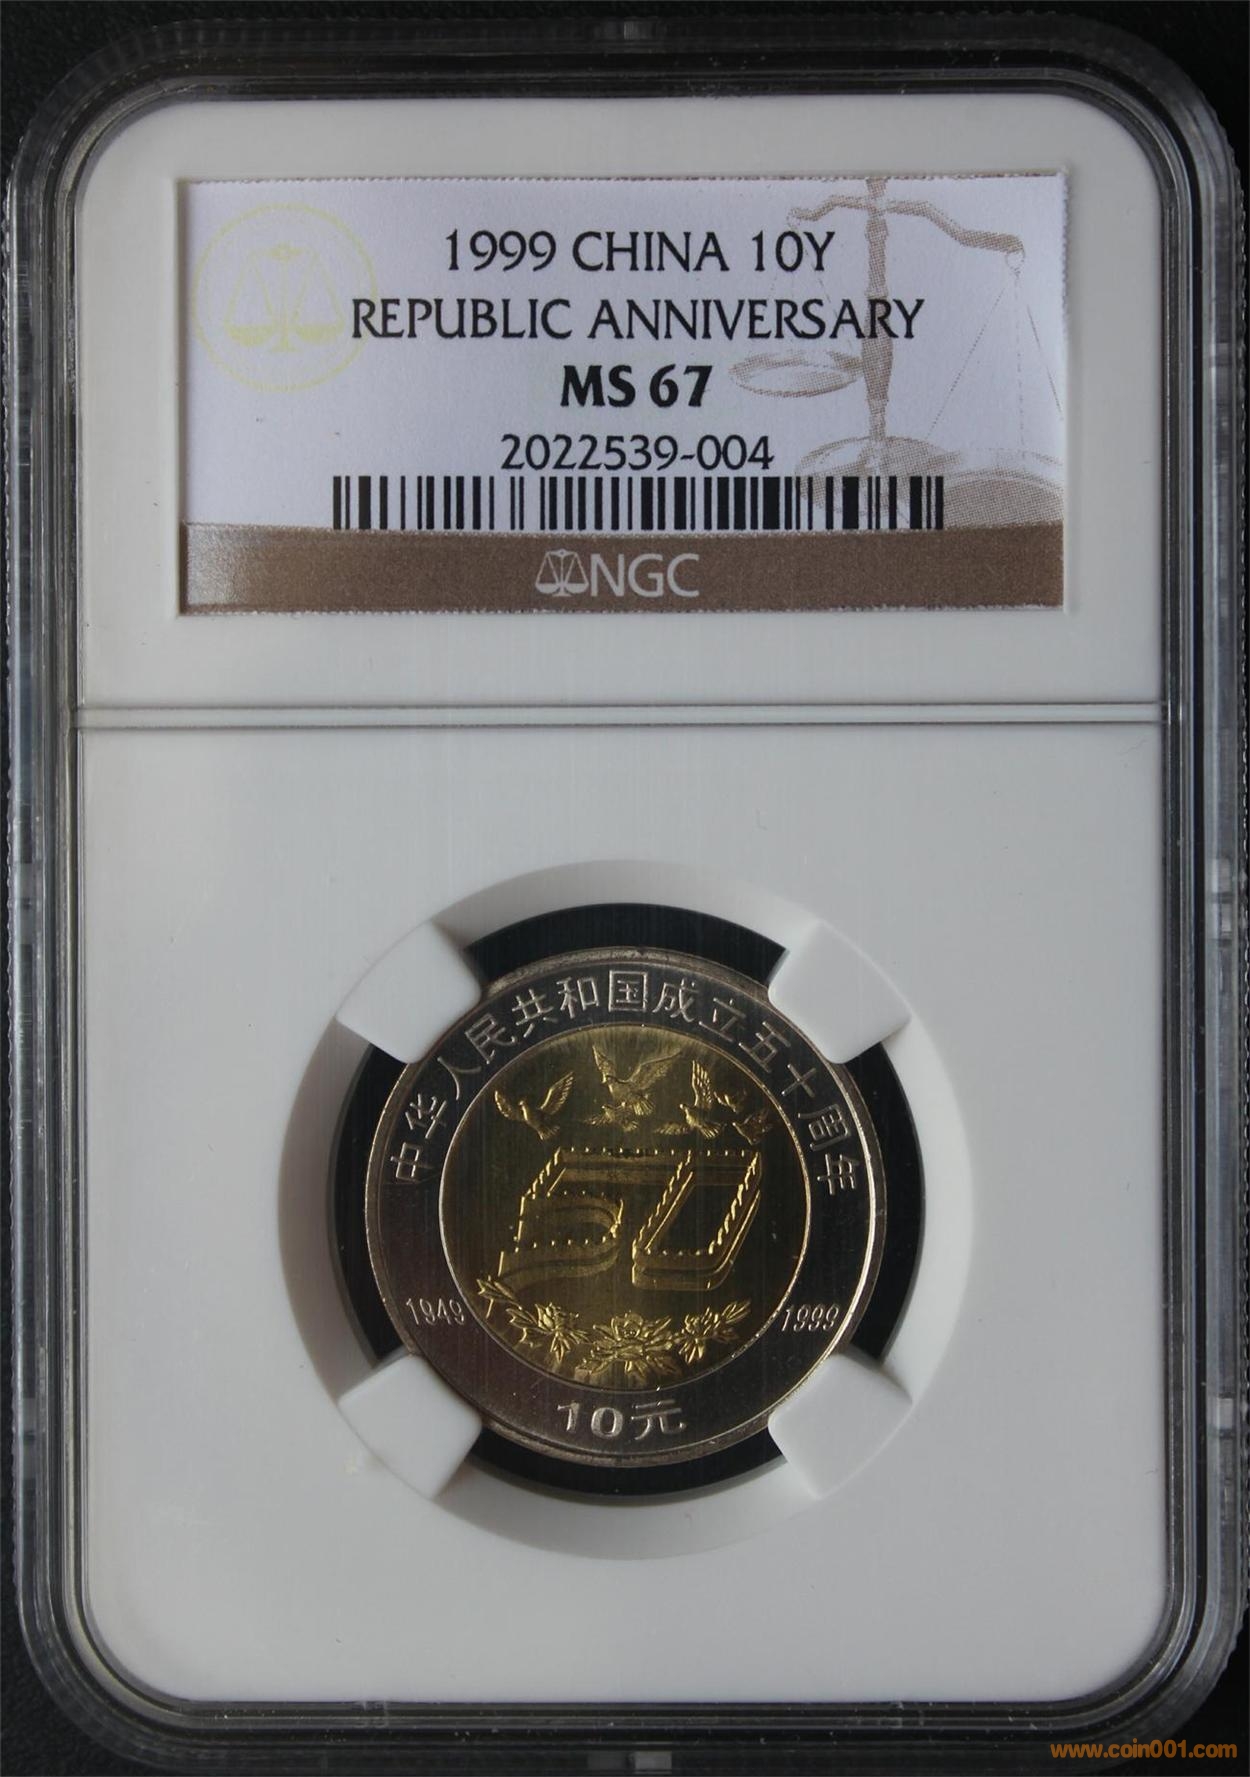 1999 CHINA 10Y
REPUBLIC ANNIVERSARY
MS 67
2022539-004
NGC
中华人民共和国成立五十周年
50
1949
1999
10元
www.coin001.com